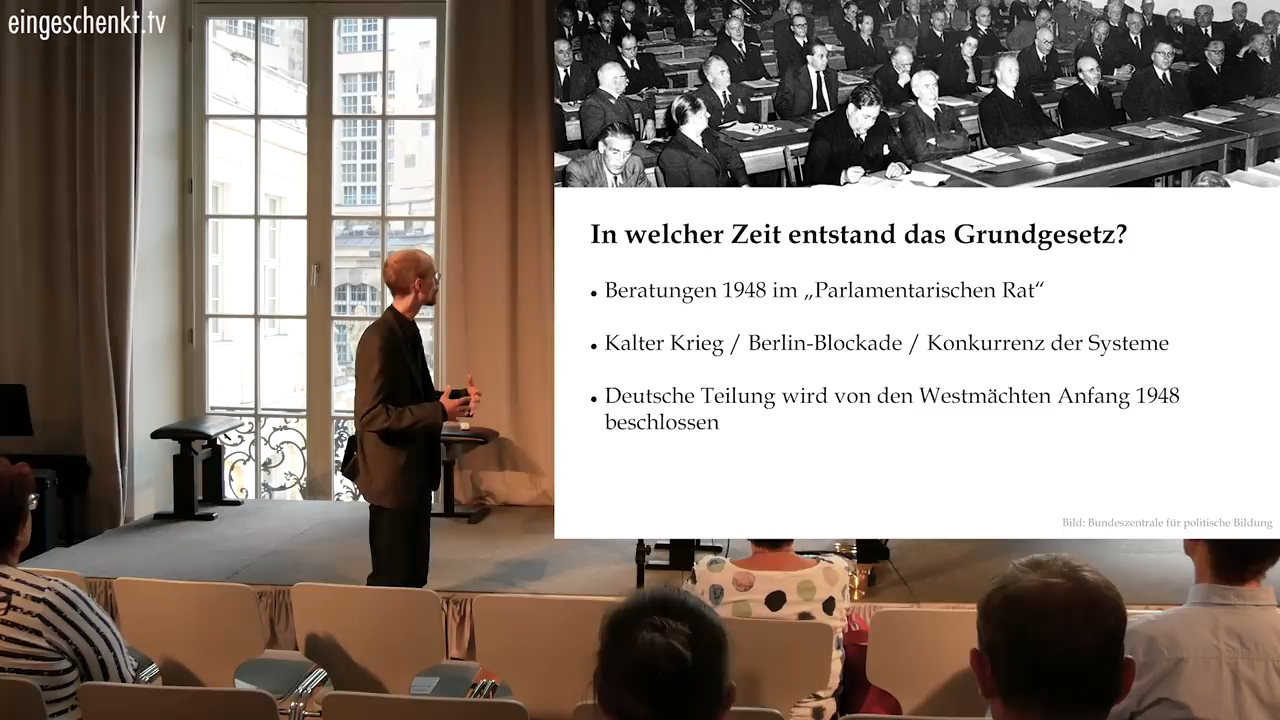 eingeschenkt.tv
In welcher Zeit entstand das Grundgesetz?
• Beratungen 1948 im „Parlamentarischen Rat“
• Kalter Krieg / Berlin-Blockade / Konkurrenz der Systeme
• Deutsche Teilung wird von den Westmächten Anfang 1948
beschlossen
Bild: Bundeszentrale für politische Bildung